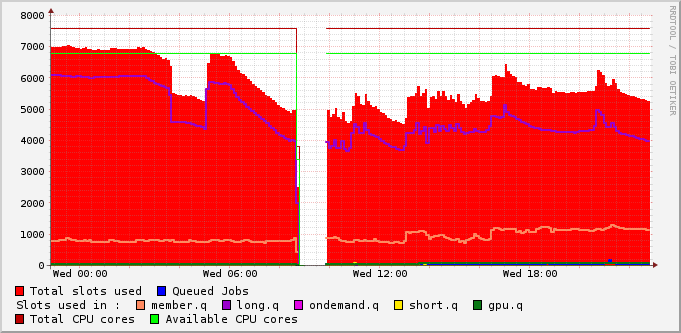 8000
7000
6000
5000
4000
3000
2000
1000
0
Wed 00:00 Wed 06:00 Wed 12:00 Wed 18:00
RRDTOOL / TOBI OETIKER
Total slots used Queued Jobs
Slots used in : member.q long.q ondemand.q short.q gpu.q
Total CPU cores Available CPU cores